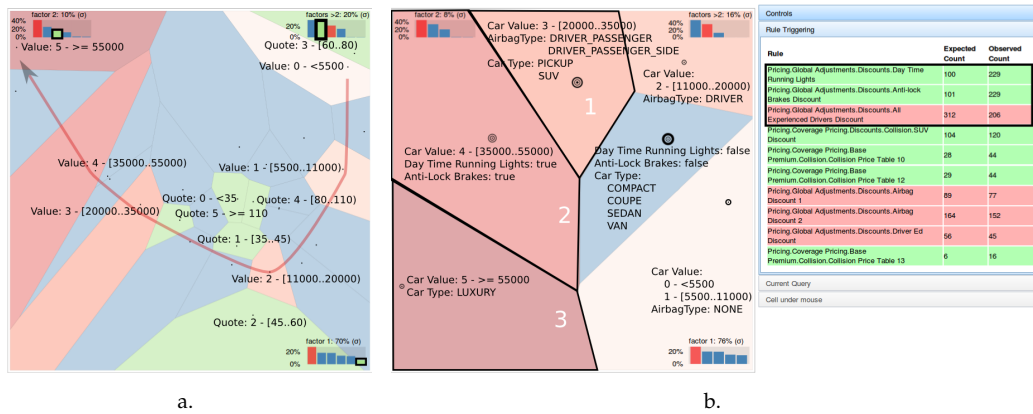 factor 2: 10% (σ)
40%
20%
0%
Value: 5 - >= 55000
factors >2: 20% (σ)
40%
20%
0%
Quote: 3 - [60..80)
Value: 0 - <5500
Value: 4 - [35000..55000)
Value: 1 - [5500..11000)
Quote: 0 - <35
Quote: 4 - [80..110)
Value: 3 - [20000..35000)
Quote: 5 - >= 110
Quote: 1 - [35..45)
Value: 2 - [11000..20000)
Quote: 2 - [45..60)
factor 1: 70% (σ)
20%
0%
a.
factor 2: 8% (σ)
40%
20%
0%
Car Value: 3 - [20000..35000)
AirbagType: DRIVER_PASSENGER
DRIVER_PASSENGER_SIDE
Car Type: PICKUP
SUV
factors >2: 16% (σ)
40%
20%
0%
Car Value:
2 - [11000..20000)
AirbagType: DRIVER
1
Car Value: 4 - [35000..55000)
Day Time Running Lights: true
Anti-Lock Brakes: true
Day Time Running Lights: false
Anti-Lock Brakes: false
Car Type:
COMPACT
COUPE
SEDAN
VAN
2
Car Value: 5 - >= 55000
Car Type: LUXURY
Car Value:
0 - <5500
1 - [5500..11000)
AirbagType: NONE
3
factor 1: 76% (σ)
20%
0%
b.
Controls
Rule Triggering
Rule Expected Count Observed Count
Pricing.Global Adjustments.Discounts.Day Time Running Lights 100 229
Pricing.Global Adjustments.Discounts.Anti-lock Brakes Discount 101 229
Pricing.Global Adjustments.Discounts.All Experienced Drivers Discount 312 206
Pricing.Coverage Pricing.Discounts.Collision.SUV Discount 104 120
Pricing.Coverage Pricing.Base Premium.Collision.Collision Price Table 10 28 44
Pricing.Coverage Pricing.Base Premium.Collision.Collision Price Table 12 29 44
Pricing.Global Adjustments.Discounts.Airbag Discount 1 89 77
Pricing.Global Adjustments.Discounts.Airbag Discount 2 164 152
Pricing.Global Adjustments.Discounts.Driver Ed Discount 56 45
Pricing.Coverage Pricing.Base Premium.Collision.Collision Price Table 13 6 16
Current Query
Cell under mouse